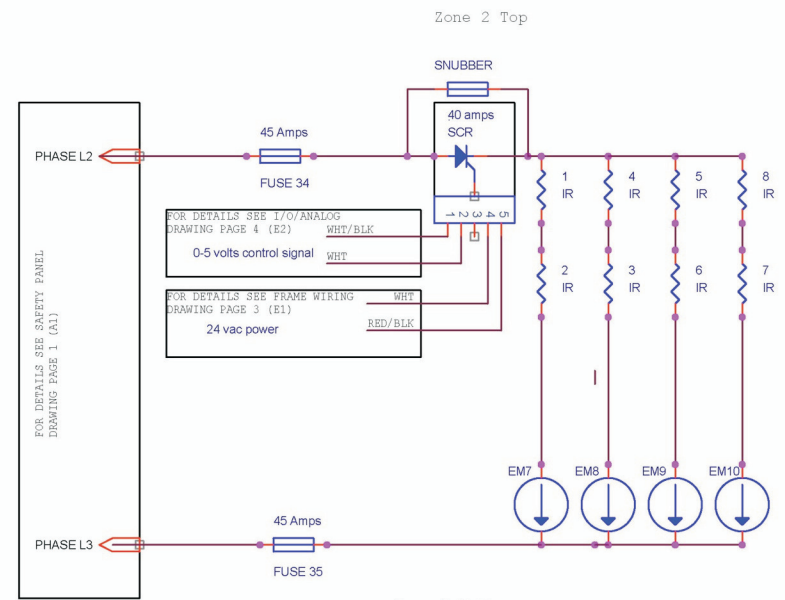 Zone 2 Top
SNUBBER
40 amps
SCR
45 Amps
PHASE L2
FUSE 34
1
IR
4
IR
5
IR
8
IR
1 2 3 4 5
FOR DETAILS SEE I/O/ANALOG
DRAWING PAGE 4 (E2)
WHT/BLK
0-5 volts control signal
WHT
2
IR
3
IR
6
IR
7
IR
FOR DETAILS SEE FRAME WIRING
DRAWING PAGE 3 (E1)
WHT
24 vac power
RED/BLK
FOR DETAILS SEE SAFETY PANEL
DRAWING PAGE 1 (A1)
EM7
EM8
EM9
EM10
45 Amps
PHASE L3
FUSE 35